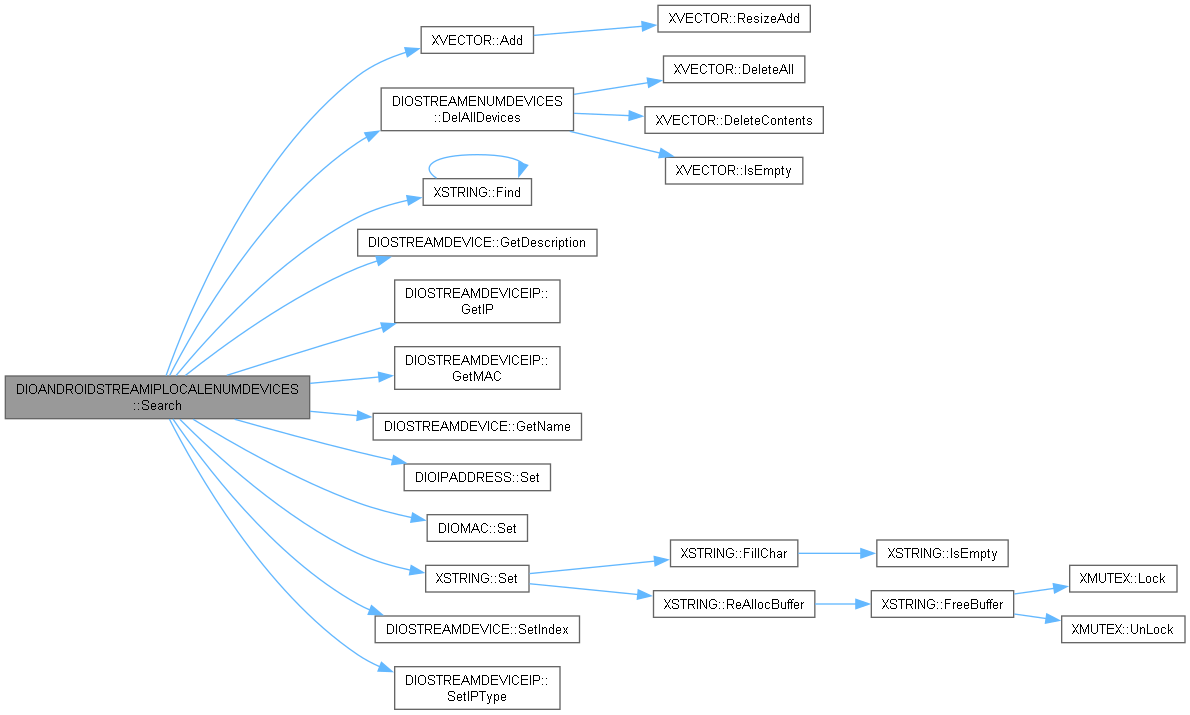 XVECTOR::ResizeAdd
XVECTOR::Add
XVECTOR::DeleteAll
DIOSTREAMENUMDEVICES
::DelAllDevices
XVECTOR::DeleteContents
XVECTOR::IsEmpty
XSTRING::Find
DIOSTREAMDEVICE::GetDescription
DIOSTREAMDEVICEIP::
GetIP
DIOSTREAMDEVICEIP::
GetMAC
DIOANDROIDSTREAMIPLOCALENUMDEVICES
::Search
DIOSTREAMDEVICE::GetName
DIOIPADDRESS::Set
DIOMAC::Set
XSTRING::Set
XSTRING::FillChar
XSTRING::IsEmpty
XSTRING::ReAllocBuffer
XSTRING::FreeBuffer
XMUTEX::Lock
XMUTEX::UnLock
DIOSTREAMDEVICE::SetIndex
DIOSTREAMDEVICEIP::
SetIPType